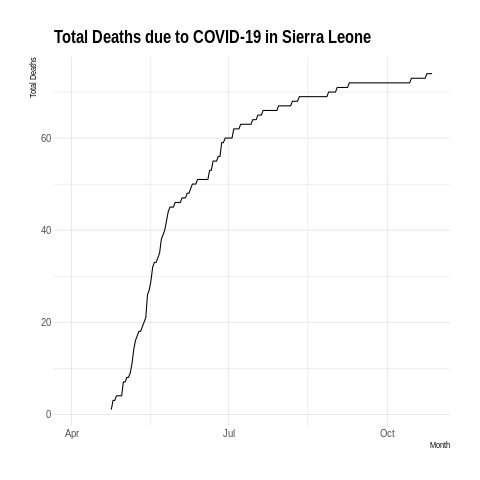 Total Deaths due to COVID-19 in Sierra Leone
Total Deaths
60
40
20
0
Apr Jul Oct
Month